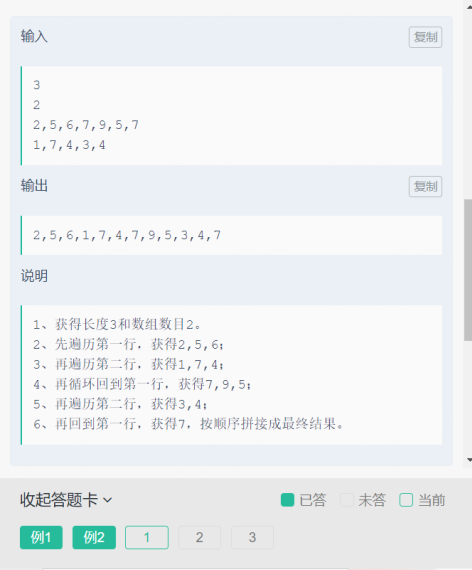 输入
复制
3
2
2,5,6,7,9,5,7
1,7,4,3,4
输出
复制
2,5,6,1,7,4,7,9,5,3,4,7
说明
1、获得长度3和数组数目2。
2、先遍历第一行，获得2,5,6；
3、再遍历第二行，获得1,7,4；
4、再循环回到第一行，获得7,9,5；
5、再遍历第二行，获得3,4；
6、再回到第一行，获得7，按顺序拼接成最终结果。
收起答题卡
已答
未答
当前
例1
例2
1
2
3